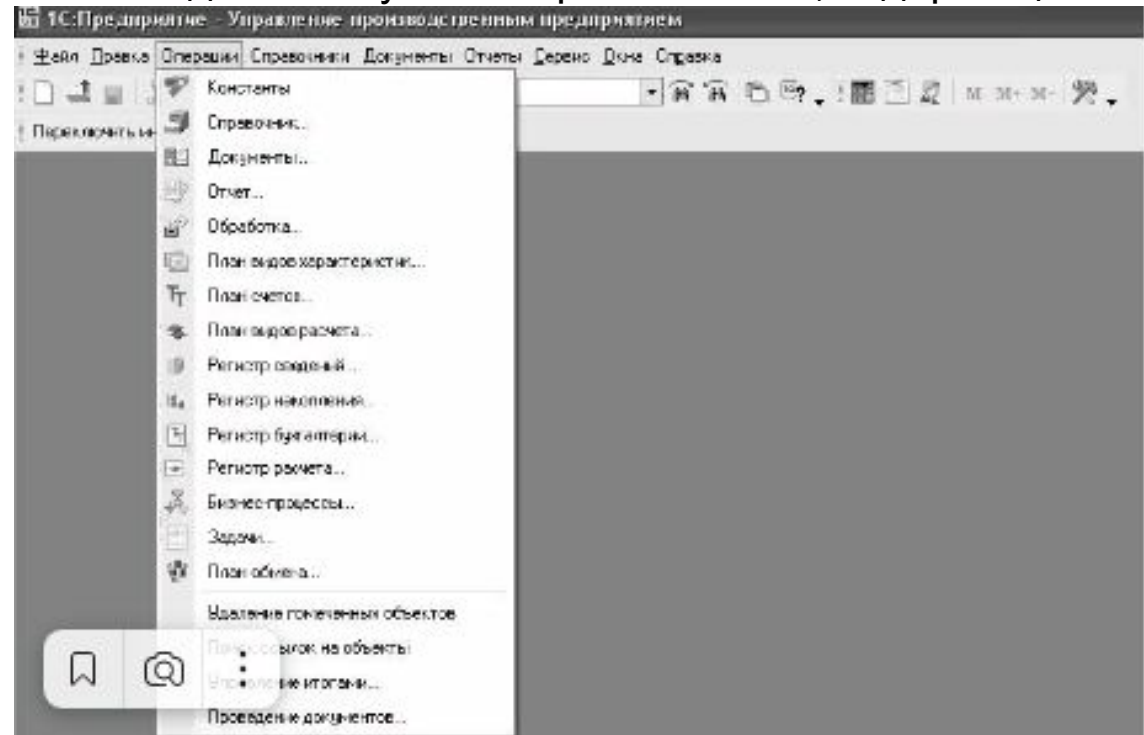 1С:Предприятие - Управление производственным предприятием
Файл Правка Операции Справочники Документы Отчеты Сервис Окна Справка
M M+ M-
Переключить
Константы
Справочник...
Документы...
Отчет...
Обработка...
План видов характеристик...
План счетов...
План видов расчета...
Регистр сведений...
Регистр накопления...
Регистр бухгалтерии...
Регистр расчета...
Бизнес-процессы...
Задачи...
План обмена...
Удаление помеченных объектов
ссылок на объекты
итогами...
Проведение документов...